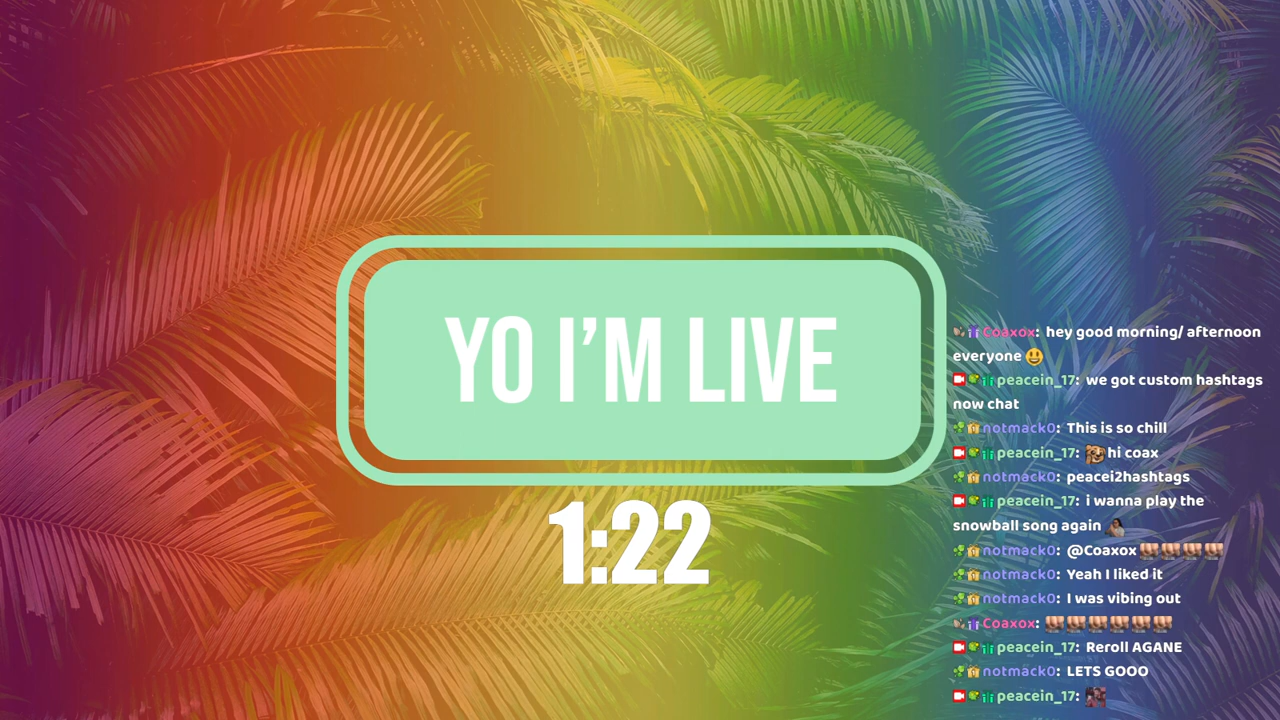 YO I’M LIVE
1:22
Coaxox: hey good morning/ afternoon
everyone
peacein_17: we got custom hashtags
now chat
notmack0: This is so chill
peacein_17: hi coax
notmack0: peacei2hashtags
peacein_17: i wanna play the
snowball song again
notmack0: @Coaxox
notmack0: Yeah I liked it
notmack0: I was vibing out
Coaxox:
peacein_17: Reroll AGANE
notmack0: LETS GOOO
peacein_17: